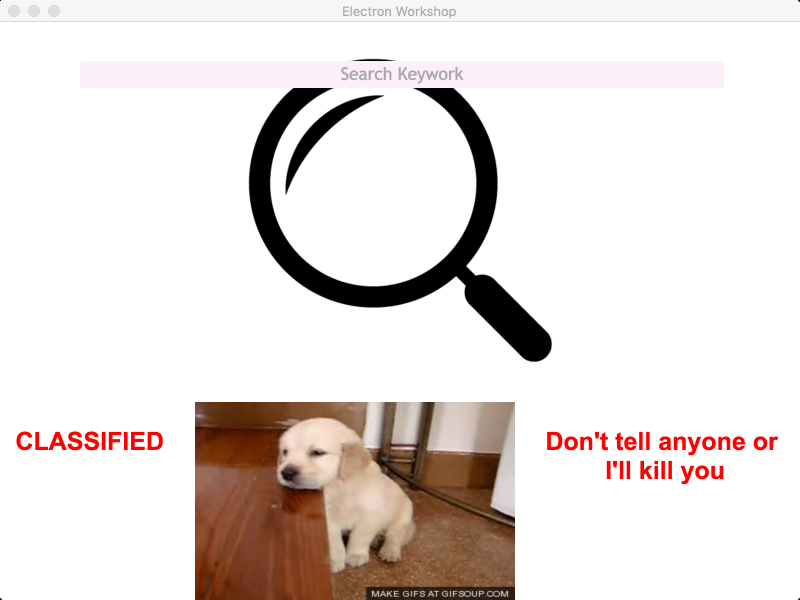 Electron Workshop
Search Keywork
CLASSIFIED
Don't tell anyone or
I'll kill you
MAKE GIFS AT GIFSOUP.COM